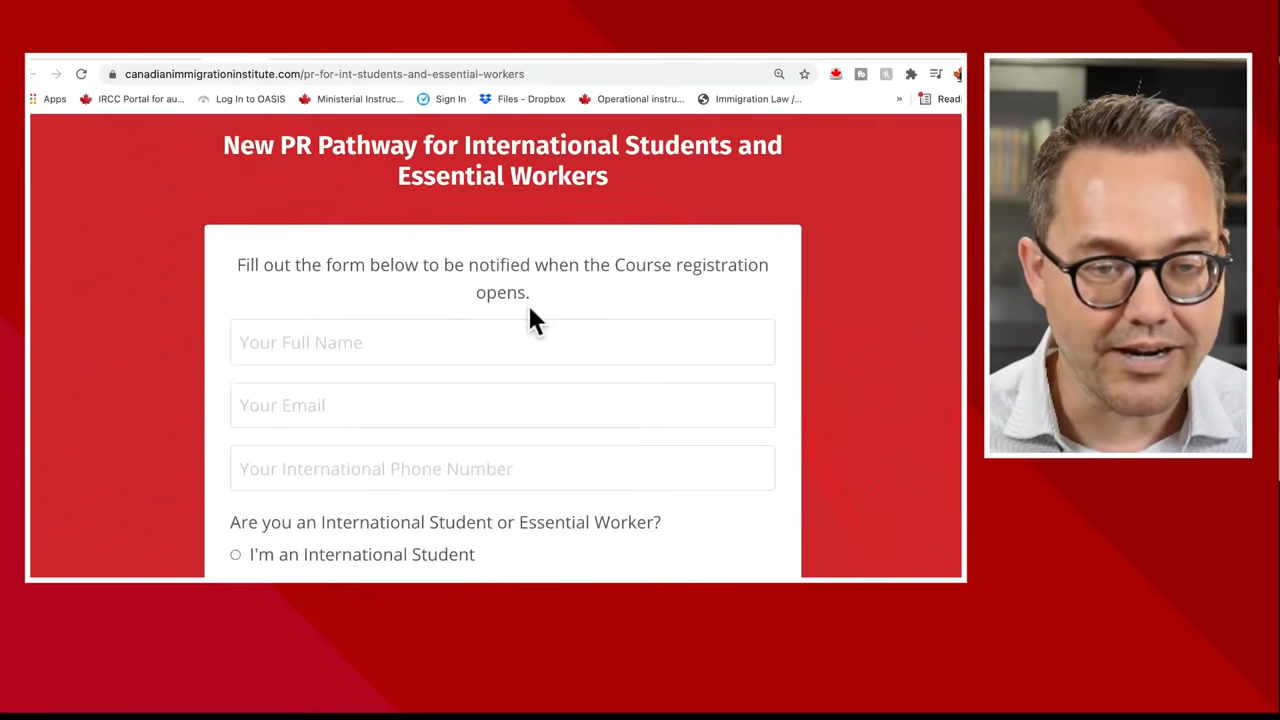 canadianimmigrationinstitute.com/pr-for-int-students-and-essential-workers
Apps IRCC Portal for au... Log In to OASIS Ministerial Instruc... Sign In Files - Dropbox Operational instru... Immigration Law /... » Readi
New PR Pathway for International Students and
Essential Workers
Fill out the form below to be notified when the Course registration
opens.
Your Full Name
Your Email
Your International Phone Number
Are you an International Student or Essential Worker?
I'm an International Student